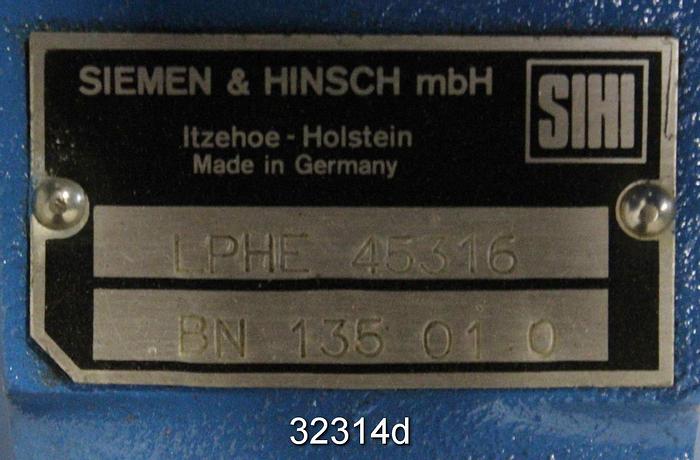 SIEMEN & HINSCH mbH
SIHI
Itzehoe - Holstein
Made in Germany
LPHE 45316
BN 135 01 0
32314d